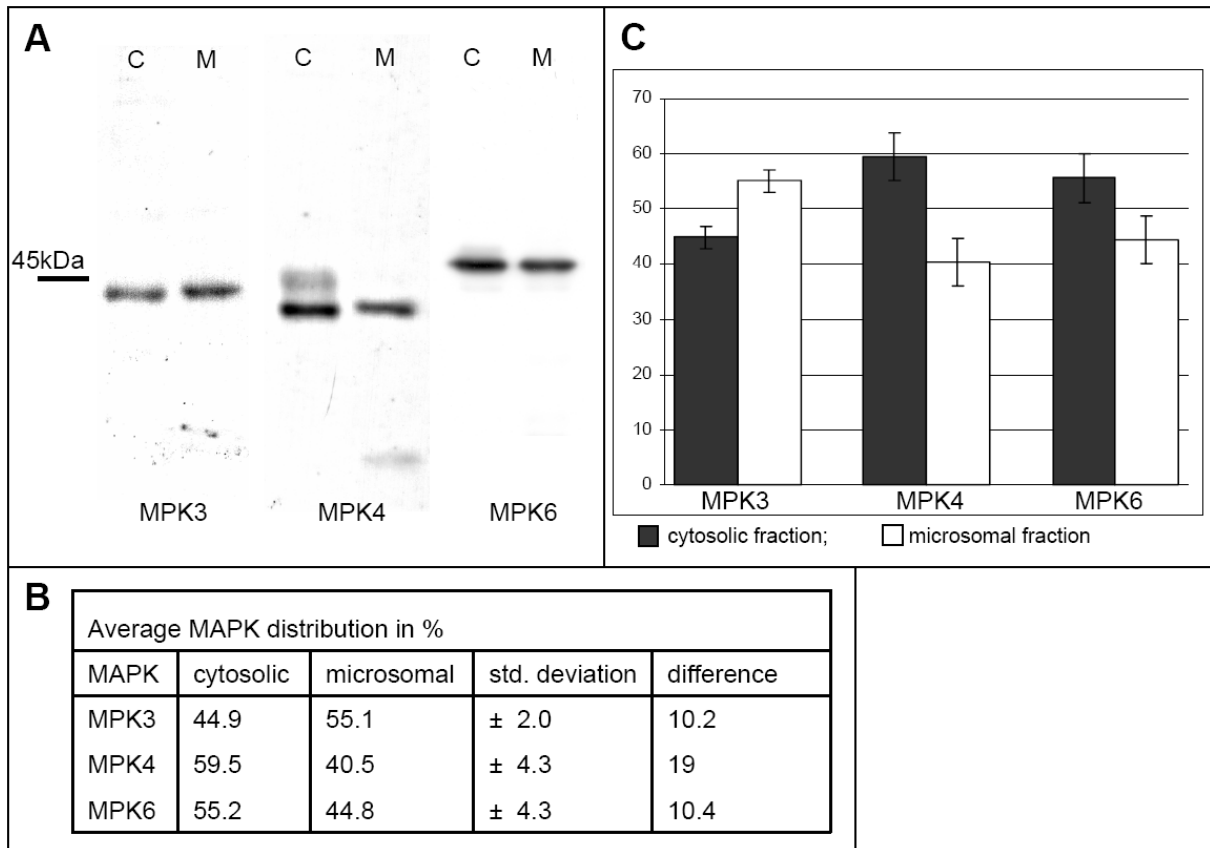 A
C M C M C M
45kDa
MPK3 MPK4 MPK6
C
70
60
50
40
30
20
10
0
MPK3 MPK4 MPK6
cytosolic fraction; microsomal fraction
B
Average MAPK distribution in %
MAPK cytosolic microsomal std. deviation difference
MPK3 44.9 55.1 ± 2.0 10.2
MPK4 59.5 40.5 ± 4.3 19
MPK6 55.2 44.8 ± 4.3 10.4